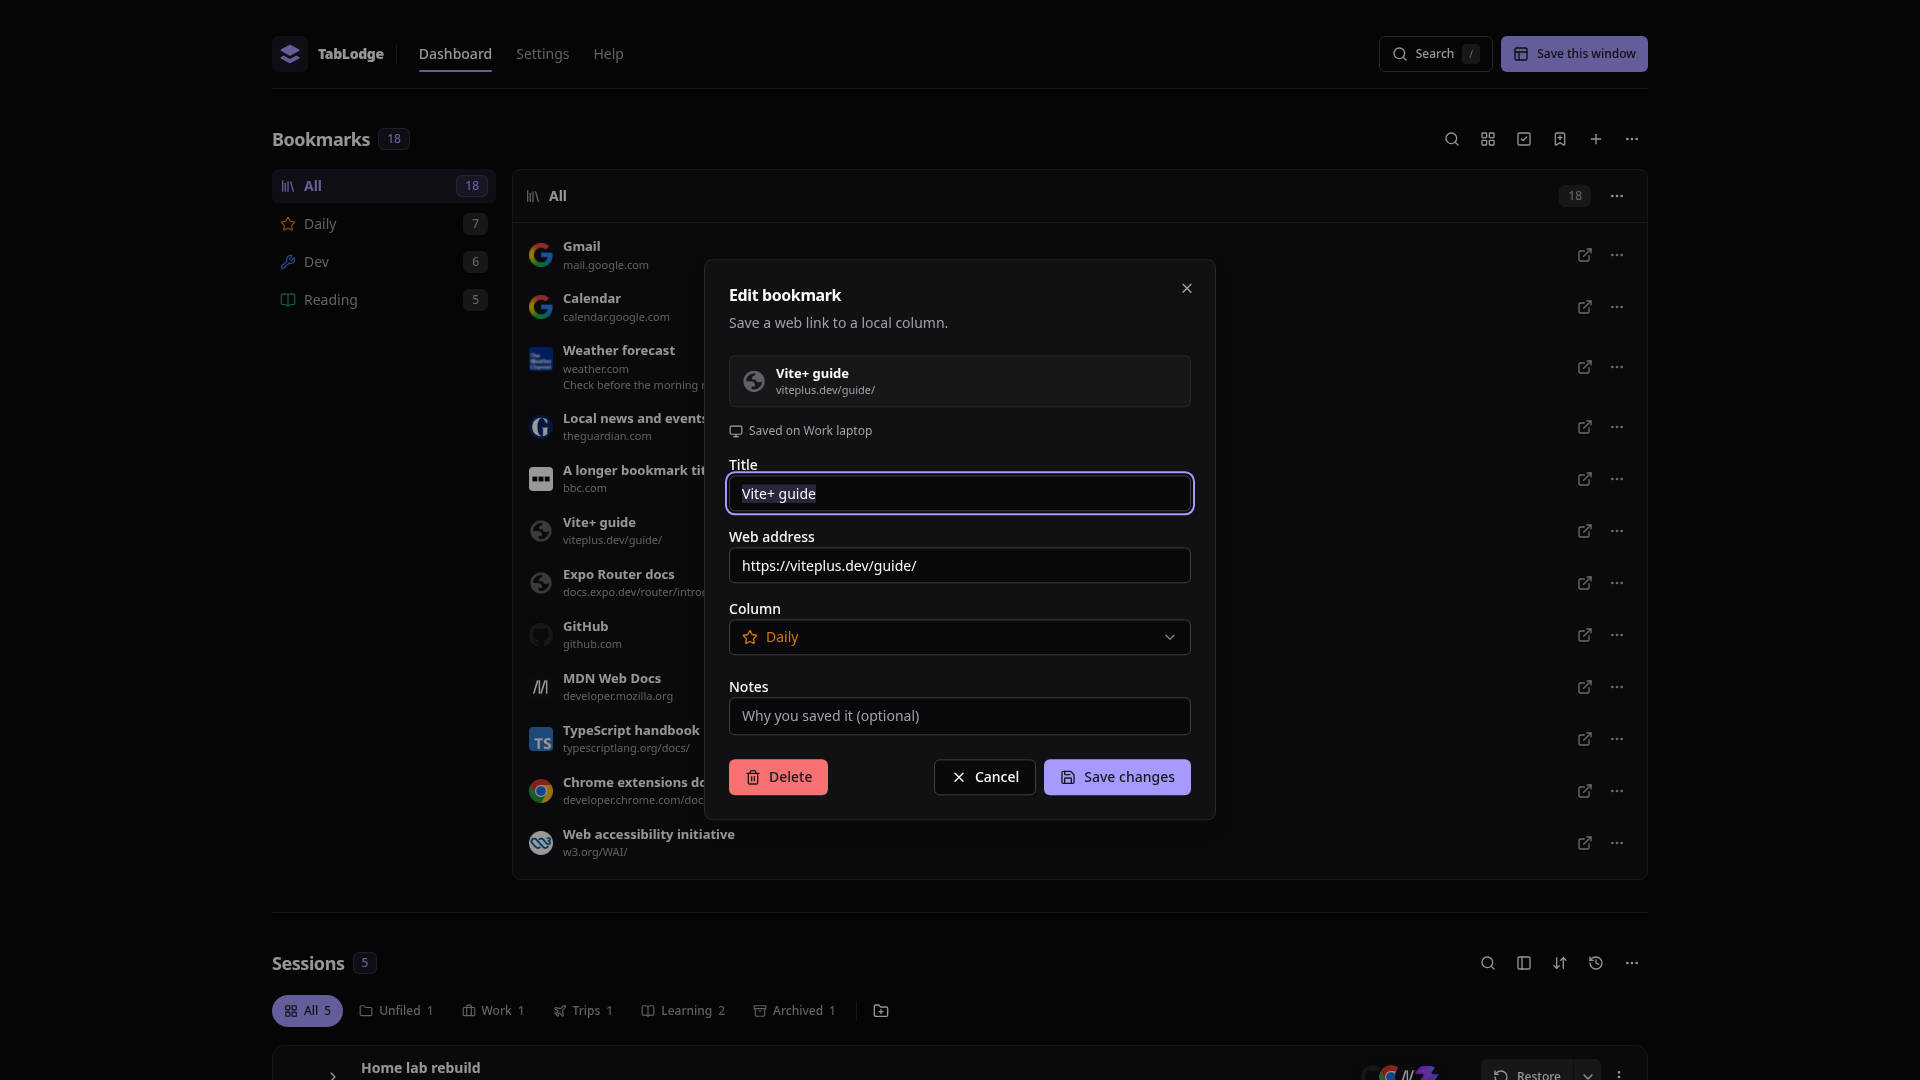 TabLodge
Dashboard
Settings
Help
Search /
Save this window
Bookmarks 18
All 18
Daily 7
Dev 6
Reading 5
All 18
Gmail
mail.google.com
Calendar
calendar.google.com
Weather forecast
weather.com
Check before the morning
Local news and events
theguardian.com
A longer bookmark tit
bbc.com
Vite+ guide
viteplus.dev/guide/
Expo Router docs
docs.expo.dev/router/introd
GitHub
github.com
MDN Web Docs
developer.mozilla.org
TypeScript handbook
typescriptlang.org/docs/
Chrome extensions do
developer.chrome.com/doc
Web accessibility initiative
w3.org/WAI/
Edit bookmark
Save a web link to a local column.
Vite+ guide
viteplus.dev/guide/
Saved on Work laptop
Title
Vite+ guide
Web address
https://viteplus.dev/guide/
Column
Daily
Notes
Why you saved it (optional)
Delete
Cancel
Save changes
Sessions 5
All 5
Unfiled 1
Work 1
Trips 1
Learning 2
Archived 1
Home lab rebuild
Restore